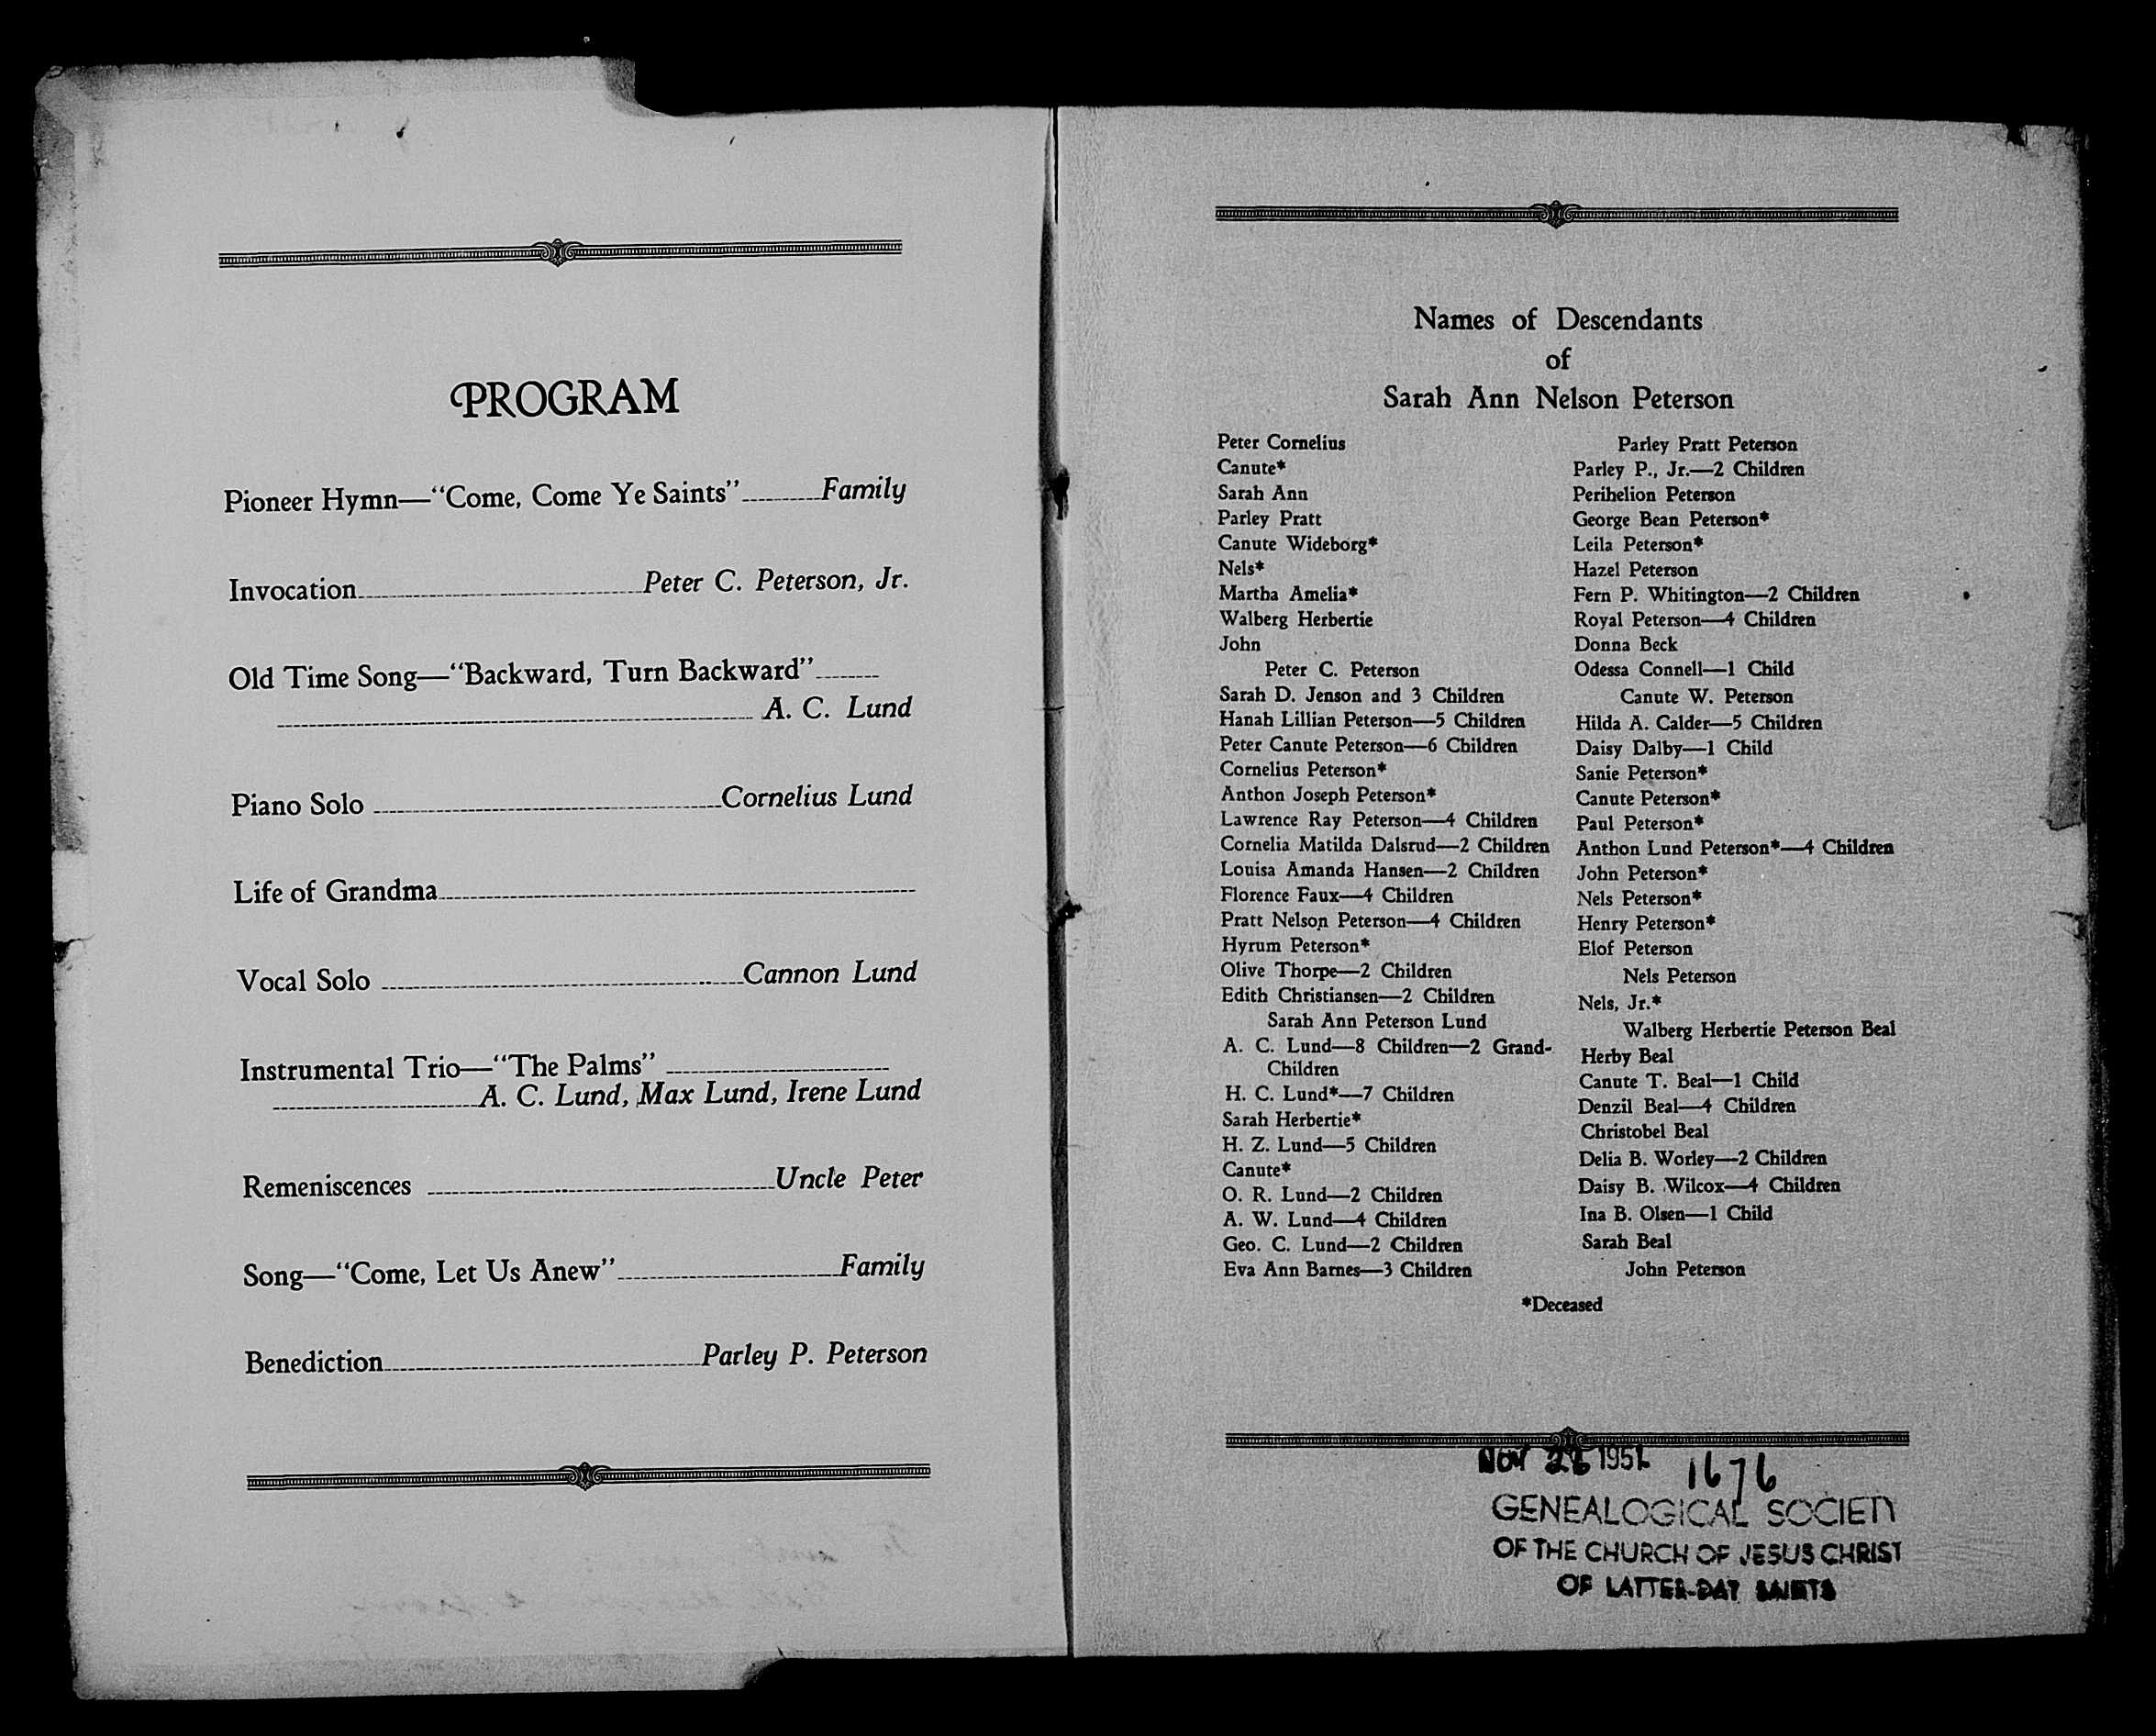 PROGRAM
Pioneer Hymn—"Come, Come Ye Saints"..........Family
Invocation..........Peter C. Peterson, Jr.
Old Time Song—"Backward, Turn Backward"..........
..........A. C. Lund
Piano Solo ..........Cornelius Lund
Life of Grandma..........
Vocal Solo ..........Cannon Lund
Instrumental Trio—"The Palms" ..........
..........A. C. Lund, Max Lund, Irene Lund
Remeniscences ..........Uncle Peter
Song—"Come, Let Us Anew"..........Family
Benediction..........Parley P. Peterson
Names of Descendants
of
Sarah Ann Nelson Peterson
Peter Cornelius
Canute*
Sarah Ann
Parley Pratt
Canute Wideborg*
Nels*
Martha Amelia*
Walberg Herbertie
John
Peter C. Peterson
Sarah D. Jenson and 3 Children
Hanah Lillian Peterson—5 Children
Peter Canute Peterson—6 Children
Cornelius Peterson*
Anthon Joseph Peterson*
Lawrence Ray Peterson—4 Children
Cornelia Matilda Dalsrud—2 Children
Louisa Amanda Hansen—2 Children
Florence Faux—4 Children
Pratt Nelson Peterson—4 Children
Hyrum Peterson*
Olive Thorpe—2 Children
Edith Christiansen—2 Children
Sarah Ann Peterson Lund
A. C. Lund—8 Children—2 Grand-
Children
H. C. Lund*—7 Children
Sarah Herbertie*
H. Z. Lund—5 Children
Canute*
O. R. Lund—2 Children
A. W. Lund—4 Children
Geo. C. Lund—2 Children
Eva Ann Barnes—3 Children
Parley Pratt Peterson
Parley P., Jr.—2 Children
Perihelion Peterson
George Bean Peterson*
Leila Peterson*
Hazel Peterson
Fern P. Whitington—2 Children
Royal Peterson—4 Children
Donna Beck
Odessa Connell—1 Child
Canute W. Peterson
Hilda A. Calder—5 Children
Daisy Dalby—1 Child
Sanie Peterson*
Canute Peterson*
Paul Peterson*
Anthon Lund Peterson*—4 Children
John Peterson*
Nels Peterson*
Henry Peterson*
Elof Peterson
Nels Peterson
Nels, Jr.*
Walberg Herbertie Peterson Beal
Herby Beal
Canute T. Beal—1 Child
Denzil Beal—4 Children
Christobel Beal
Delia B. Worley—2 Children
Daisy B. Wilcox—4 Children
Ina B. Olsen—1 Child
Sarah Beal
John Peterson
*Deceased
NOV
1676
GENEALOGICAL SOCIETY
OF THE CHURCH OF JESUS CHRIST
OF LATTER-DAY SAINTS